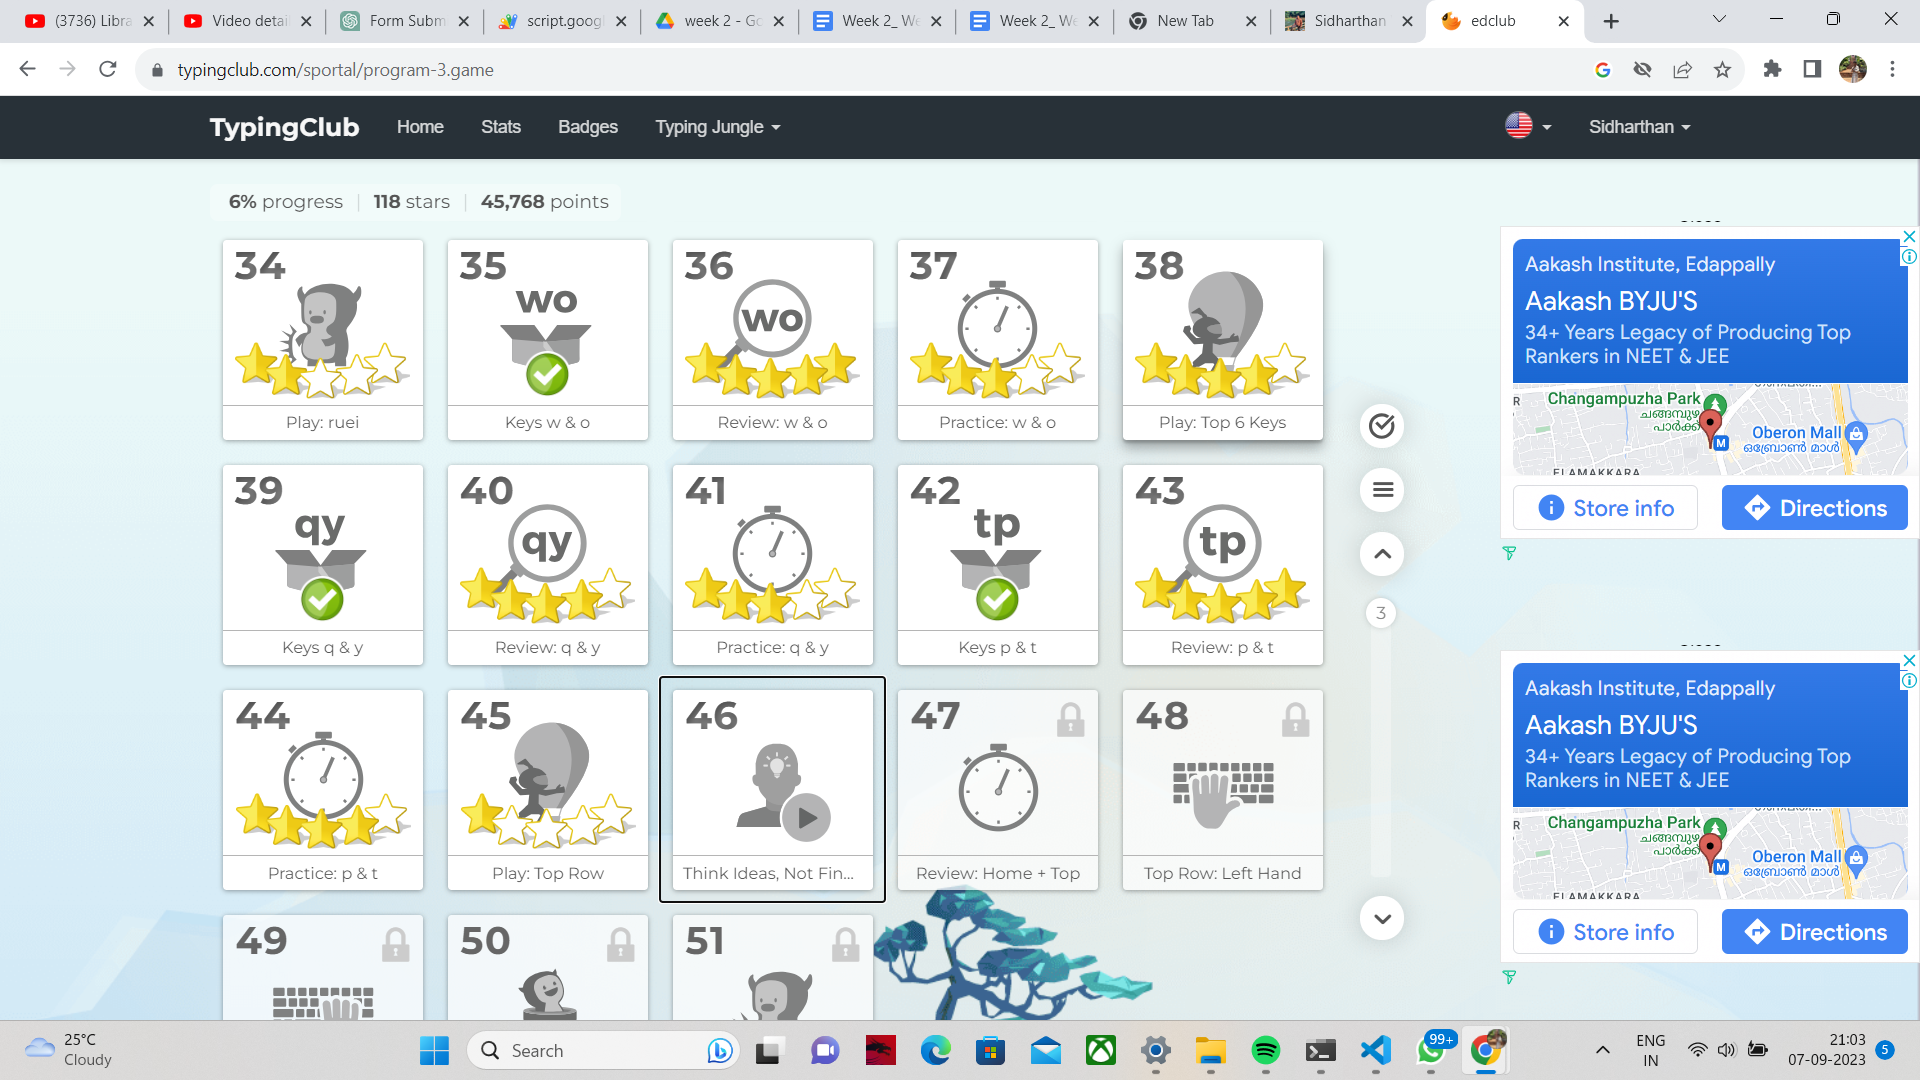 (3736) Libra
Video detai
Form Subm
script.goog
week 2 - Go
Week 2_ We
Week 2_ We
New Tab
Sidharthan
edclub
typingclub.com/sportal/program-3.game
TypingClub
Home
Stats
Badges
Typing Jungle
Sidharthan
6% progress
118 stars
45,768 points
34
Play: ruei
35
wo
Keys w & o
36
wo
Review: w & o
37
Practice: w & o
38
Play: Top 6 Keys
39
qy
Keys q & y
40
qy
Review: q & y
41
Practice: q & y
42
tp
Keys p & t
43
tp
Review: p & t
44
Practice: p & t
45
Play: Top Row
46
Think Ideas, Not Fin...
47
Review: Home + Top
48
Top Row: Left Hand
49
50
51
3
Aakash Institute, Edappally
Aakash BYJU'S
34+ Years Legacy of Producing Top
Rankers in NEET & JEE
R
Changampuzha Park
ചങ്ങമ്പുഴ
പാർക്ക്
M
Oberon Mall
ഒബ്രോൺ മാൾ
ELAMAKKARA
Store info
Directions
Aakash Institute, Edappally
Aakash BYJU'S
34+ Years Legacy of Producing Top
Rankers in NEET & JEE
R
Changampuzha Park
ചങ്ങമ്പുഴ
പാർക്ക്
M
Oberon Mall
ഒബ്രോൺ മാൾ
ELAMAKKARA
Store info
Directions
25°C
Cloudy
Search
99+
ENG
IN
21:03
07-09-2023
5